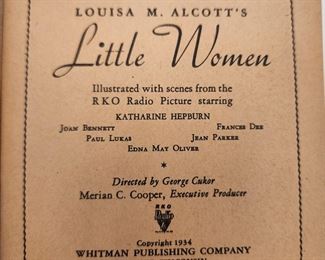 LOUISA M. ALCOTT'S
Little Women
Illustrated with scenes from the
RKO Radio Picture starring
KATHARINE HEPBURN
JOAN BENNETT FRANCES DEE
PAUL LUKAS JEAN PARKER
EDNA MAY OLIVER
*
Directed by George Cukor
Merian C. Cooper, Executive Producer
RKO
Radio
Copyright 1934
WHITMAN PUBLISHING COMPANY